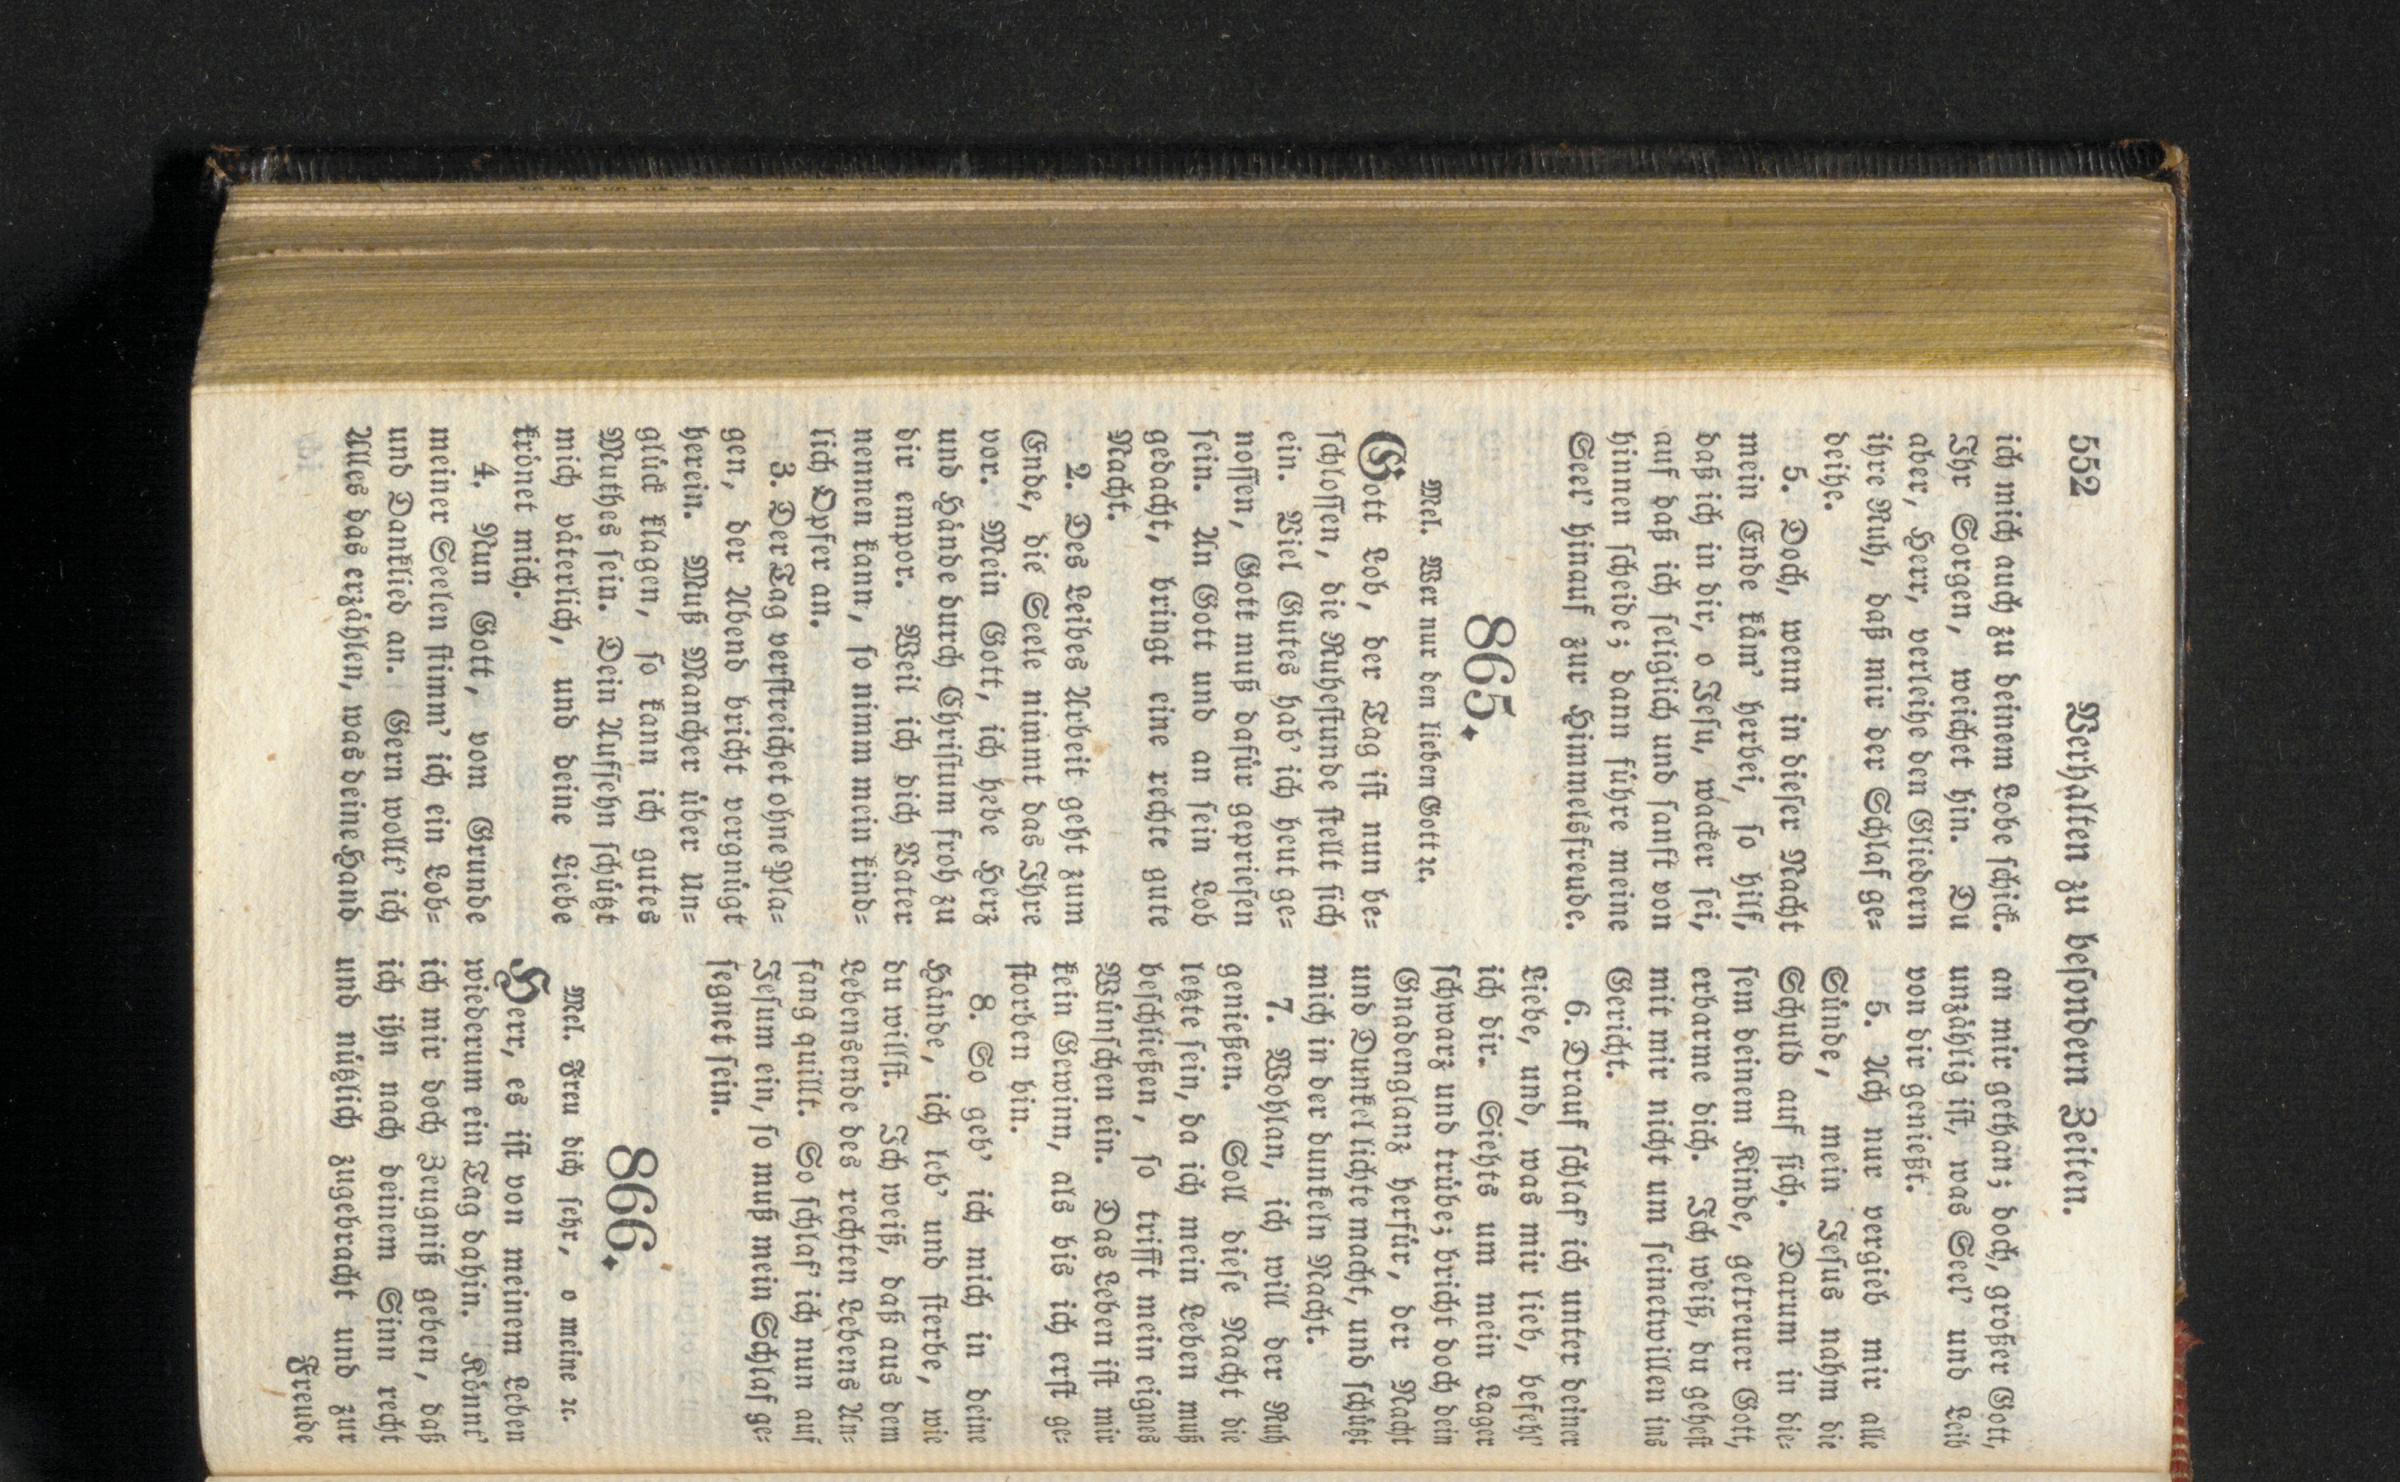 552
Verhalten zu besondern Zeiten.
ich mich auch zu deinem Lobe schick.
Ihr Sorgen, weichet hin. Du
aber, Herr, verleihe den Gliedern
ihre Ruh, daß mir der Schlaf ge-
deihe.
5. Doch, wenn in dieser Nacht
mein Ende käm' herbei, so hilf,
daß ich in dir, o Jesu, wacker sei,
auf daß ich seliglich und sanft von
hinnen scheide; dann führe meine
Seel' hinauf zur Himmelsfreude.
865.
Mel. Wer nur den lieben Gott ꝛc.
Gott Lob, der Tag ist nun be-
schlossen, die Ruhestunde stellt sich
ein. Viel Gutes hab' ich heut ge-
nossen, Gott muß dafür gepriesen
sein. An Gott und an sein Lob
gedacht, bringt eine rechte gute
Nacht.
2. Des Leibes Arbeit geht zum
Ende, die Seele nimmt das Ihre
vor. Mein Gott, ich hebe Herz
und Hände durch Christum froh zu
dir empor. Weil ich dich Vater
nennen kann, so nimm mein kind-
lich Opfer an.
3. Der Tag verstreichet ohne Pla-
gen, der Abend bricht vergnügt
herein. Muß Mancher über Un-
glück klagen, so kann ich gutes
Muthes sein. Dein Aufsehn schützt
mich väterlich, und deine Liebe
krönet mich.
4. Nun Gott, vom Grunde
meiner Seelen stimm' ich ein Lob-
und Danklied an. Gern wollt' ich
Alles das erzählen, was deine Hand
an mir gethan; doch, großer Gott,
unzählig ist, was Seel' und Leib
von dir genießt.
5. Ach nur vergieb mir alle
Sünde, mein Jesus nahm die
Schuld auf sich. Darum in die-
sem deinem Kinde, getreuer Gott,
erbarme dich. Ich weiß, du gehest
mit mir nicht um seinetwillen ins
Gericht.
6. Drauf schlaf' ich unter deiner
Liebe, und, was mir lieb, befehl'
ich dir. Siehts um mein Lager
schwarz und trübe; bricht doch dein
Gnadenglanz herfür, der Nacht
und Dunkel lichte macht, und schützt
mich in der dunkeln Nacht.
7. Wohlan, ich will der Ruh
genießen. Soll diese Nacht die
letzte sein, da ich mein Leben muß
beschließen, so trifft mein eignes
Wünschen ein. Das Leben ist mir
kein Gewinn, als bis ich erst ge-
storben bin.
8. So geb' ich mich in deine
Hände, ich leb' und sterbe, wie
du willst. Ich weiß, daß aus dem
Lebensende des rechten Lebens An-
fang quillt. So schlaf' ich nun auf
Jesum ein, so muß mein Schlaf ge-
segnet sein.
866.
Mel. Freu dich sehr, o meine ꝛc.
Herr, es ist von meinem Leben
wiederum ein Tag dahin. Könnt'
ich mir doch Zeugniß geben, daß
ich ihn nach deinem Sinn recht
und nützlich zugebracht und zur
Freude